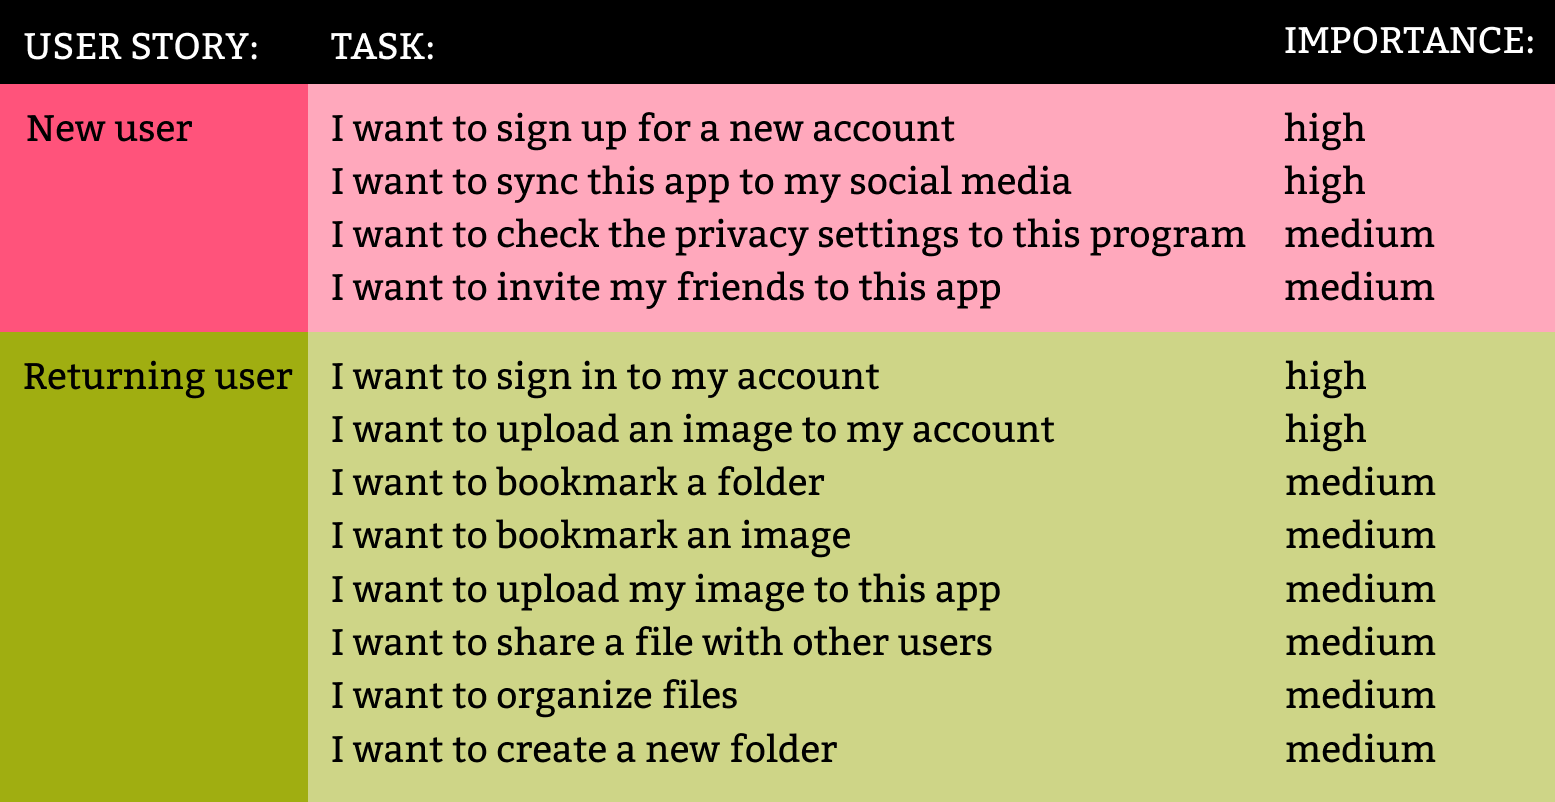 USER STORY: TASK: IMPORTANCE:
New user I want to sign up for a new account high
I want to sync this app to my social media high
I want to check the privacy settings to this program medium
I want to invite my friends to this app medium
Returning user I want to sign in to my account high
I want to upload an image to my account high
I want to bookmark a folder medium
I want to bookmark an image medium
I want to upload my image to this app medium
I want to share a file with other users medium
I want to organize files medium
I want to create a new folder medium